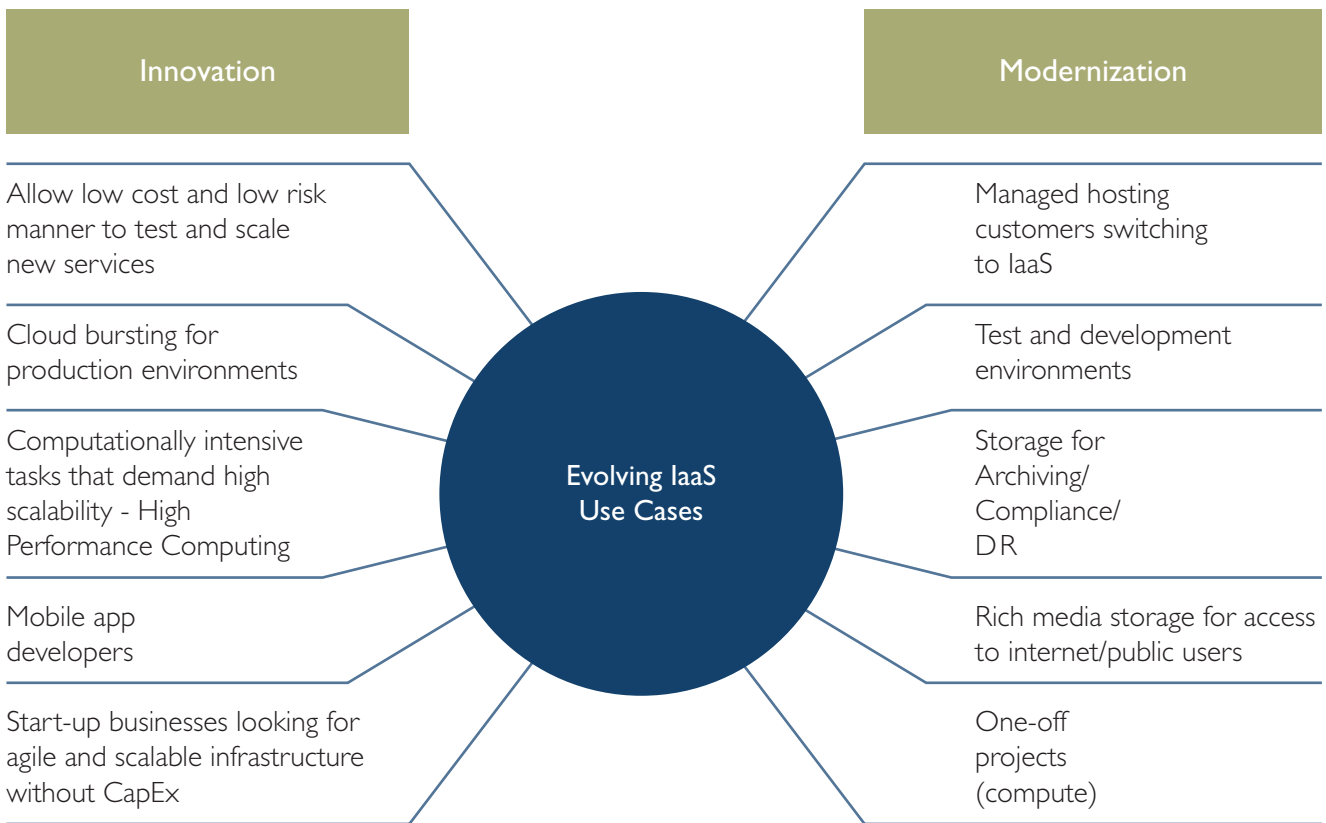 Innovation
Allow low cost and low risk
manner to test and scale
new services
Cloud bursting for
production environments
Computationally intensive
tasks that demand high
scalability - High
Performance Computing
Mobile app
developers
Start-up businesses looking for
agile and scalable infrastructure
without CapEx
Evolving IaaS
Use Cases
Modernization
Managed hosting
customers switching
to IaaS
Test and development
environments
Storage for
Archiving/
Compliance/
DR
Rich media storage for access
to internet/public users
One-off
projects
(compute)